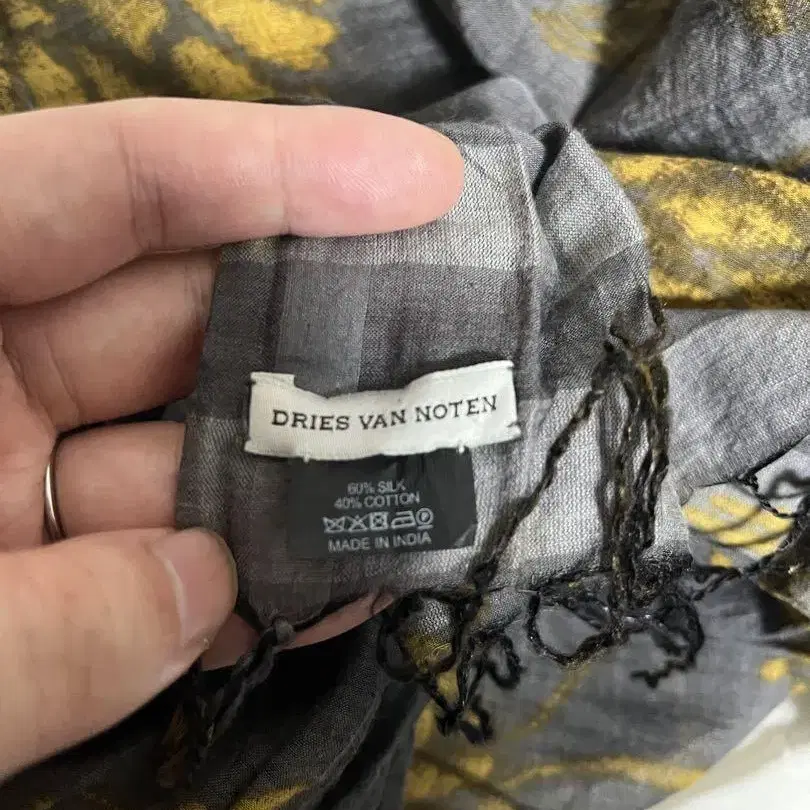 DRIES VAN NOTEN
60% SILK
40% COTTON
MADE IN INDIA